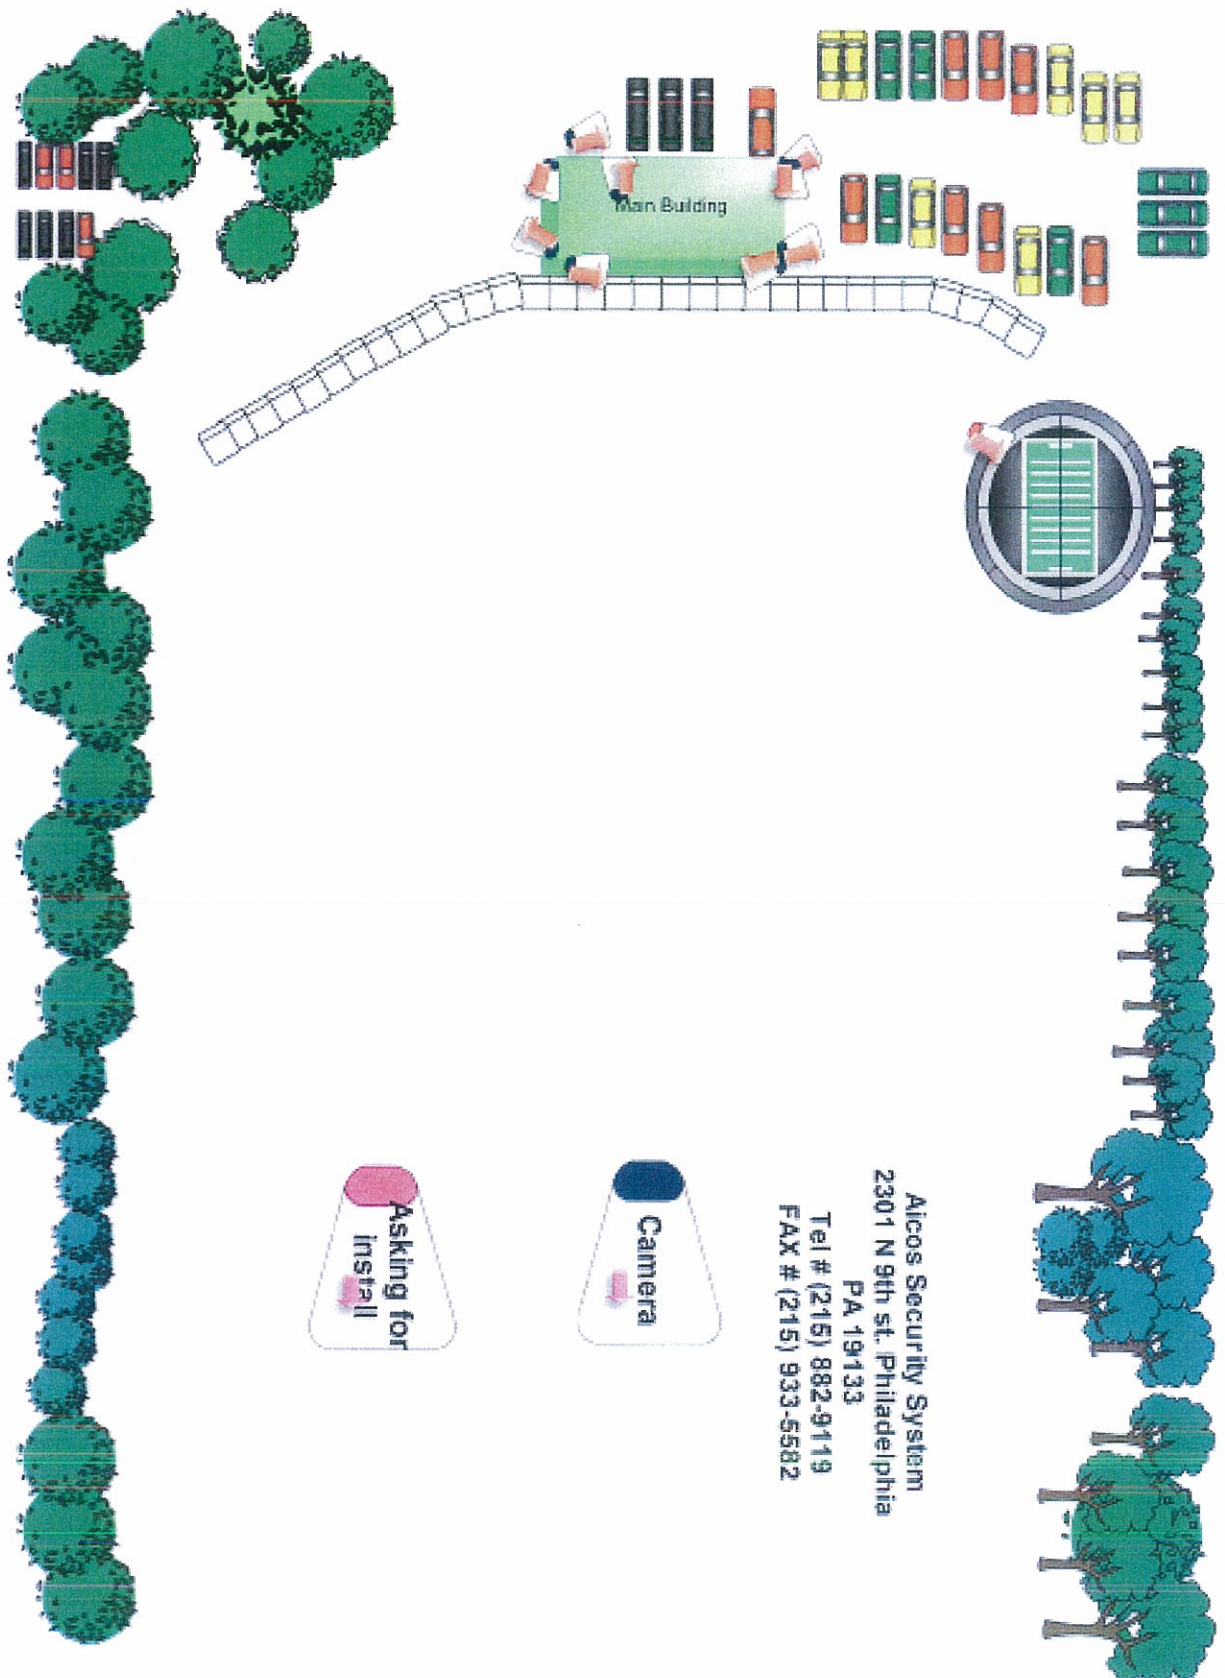 Main Building
Aicos Security System
2301 N 9th st. Philadelphia
PA 19133
Tel # (215) 882-9119
FAX # (215) 933-5582
Camera
Asking for
install